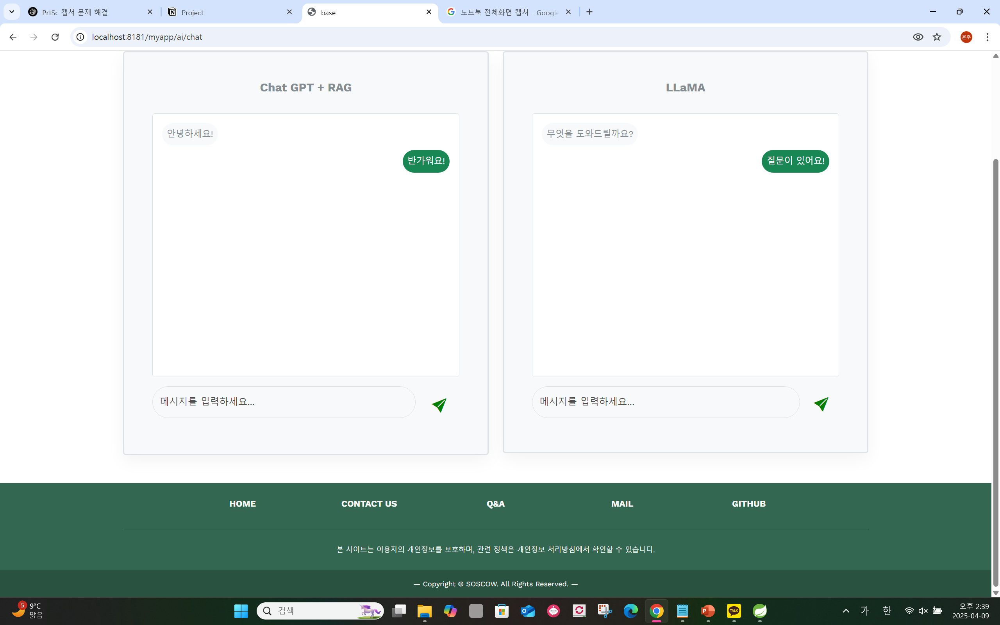 PrtSc 캡처 문제 해결
Project
base
노트북 전체화면 캡쳐 - Google
localhost:8181/myapp/ai/chat
윤주
Chat GPT + RAG
안녕하세요!
반가워요!
메시지를 입력하세요...
LLaMA
무엇을 도와드릴까요?
질문이 있어요!
메시지를 입력하세요...
HOME
CONTACT US
Q&A
MAIL
GITHUB
본 사이트는 이용자의 개인정보를 보호하며, 관련 정책은 개인정보 처리방침에서 확인할 수 있습니다.
— Copyright © SOSCOW. All Rights Reserved. —
5
9°C
맑음
검색
TALK
가
한
오후 2:39
2025-04-09